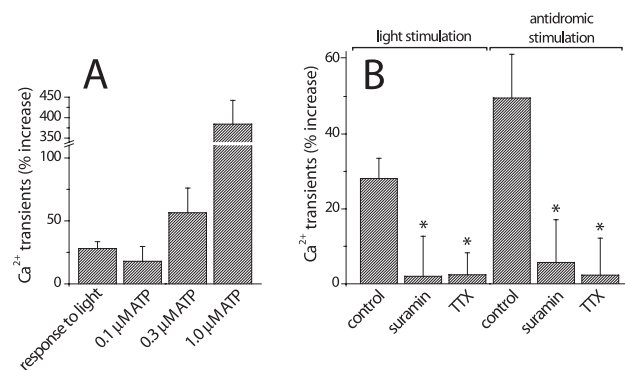 A
Ca²⁺ transients (% increase)
450
400
350
100
50
0
response to light
0.1 µM ATP
0.3 µM ATP
1.0 µM ATP
B
light stimulation
antidromic
stimulation
Ca²⁺ transients (% increase)
60
40
20
0
*
*
*
*
control
suramin
TTX
control
suramin
TTX